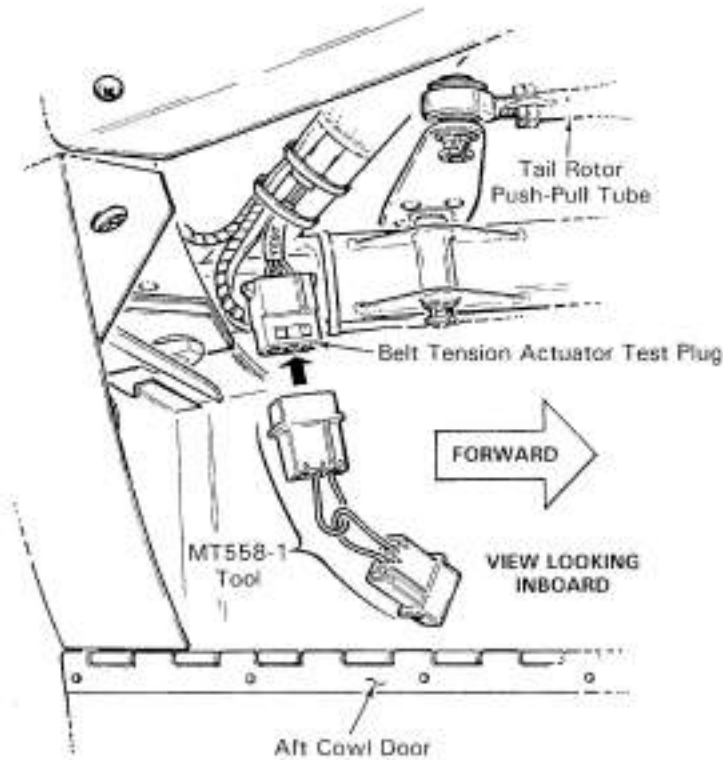 Tail Rotor
Push-Pull Tube
Belt Tension Actuator Test Plug
FORWARD
MT558-1
Tool
VIEW LOOKING
INBOARD
Aft Cowl Door